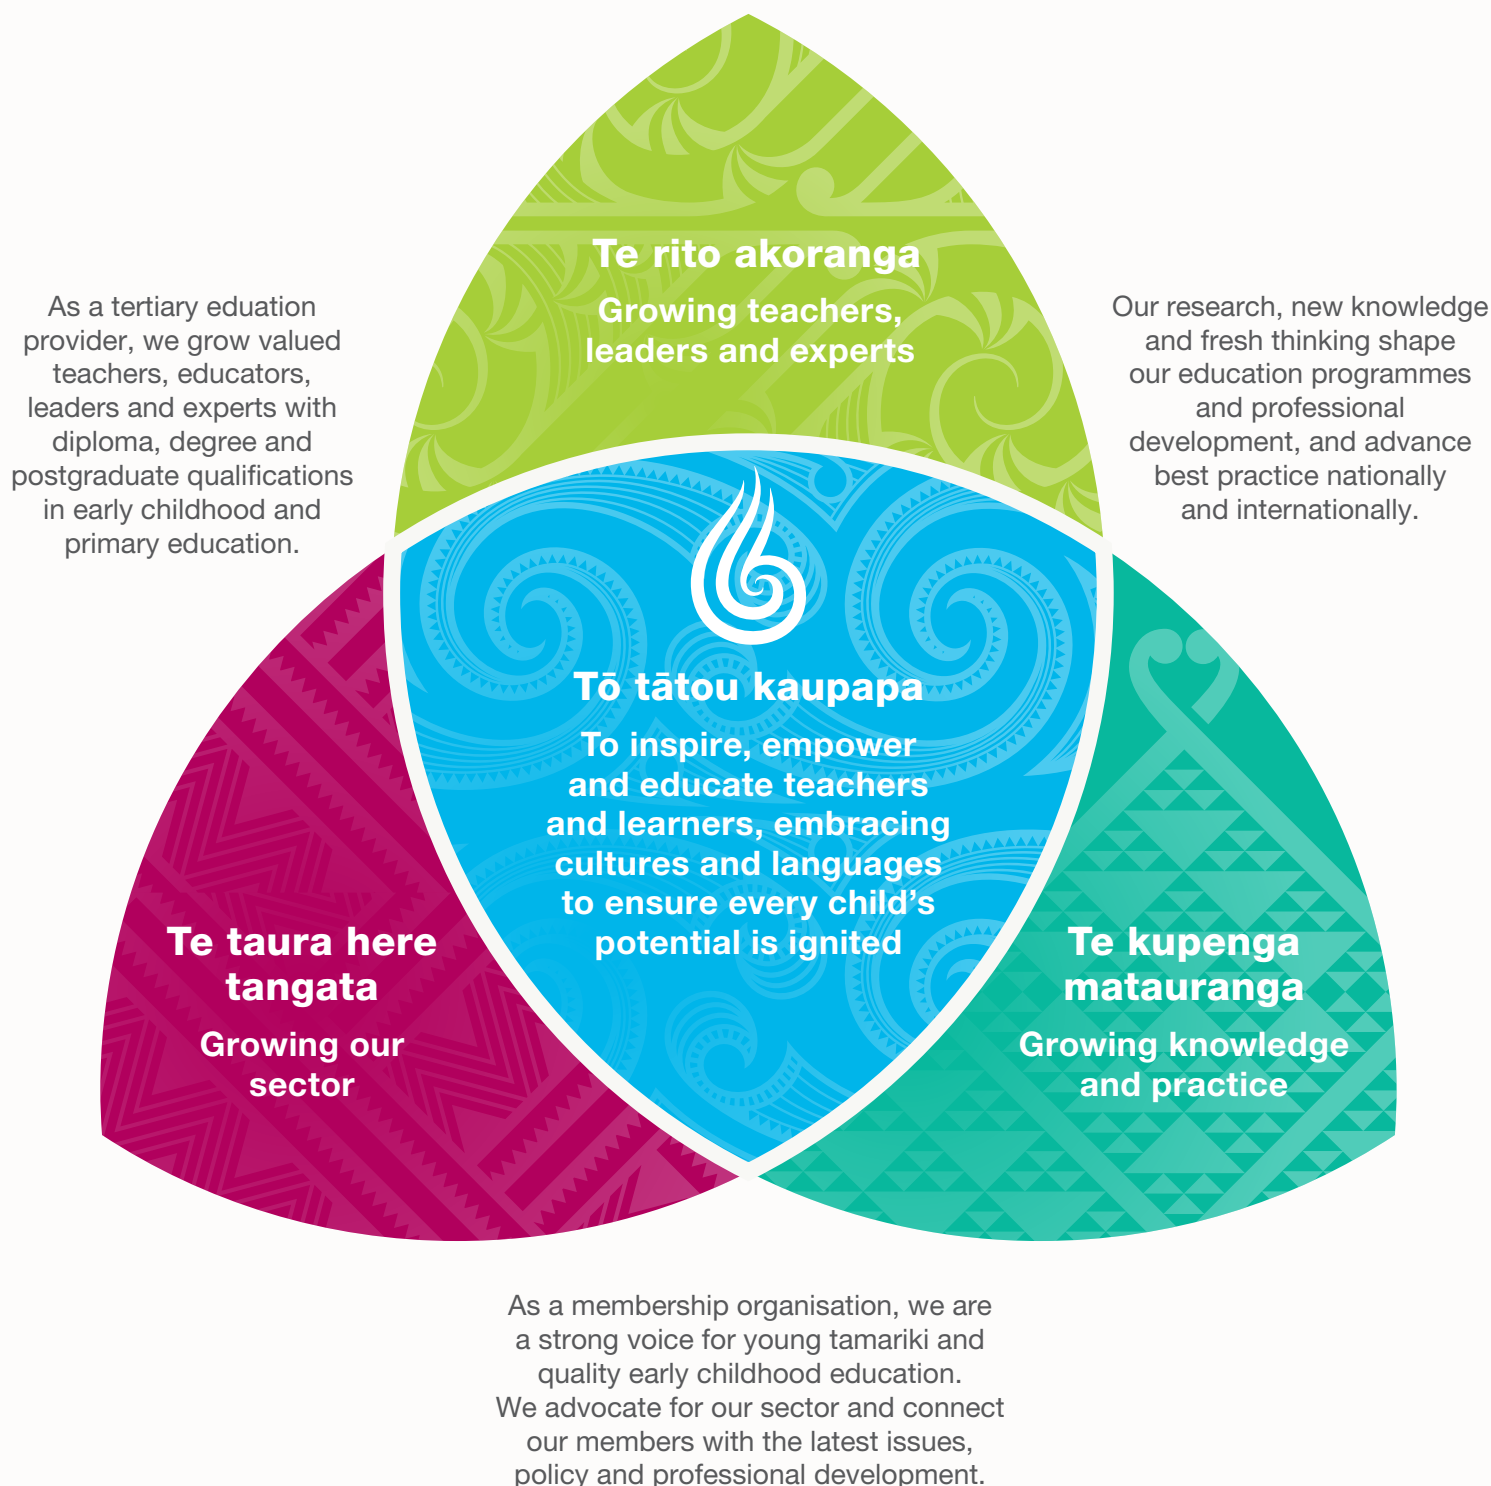 Te rito akoranga
Growing teachers,
leaders and experts
As a tertiary eduation
provider, we grow valued
teachers, educators,
leaders and experts with
diploma, degree and
postgraduate qualifications
in early childhood and
primary education.
Our research, new knowledge
and fresh thinking shape
our education programmes
and professional
development, and advance
best practice nationally
and internationally.
Tō tātou kaupapa
To inspire, empower
and educate teachers
and learners, embracing
cultures and languages
to ensure every child’s
potential is ignited
Te taura here
tangata
Growing our
sector
Te kupenga
matauranga
Growing knowledge
and practice
As a membership organisation, we are
a strong voice for young tamariki and
quality early childhood education.
We advocate for our sector and connect
our members with the latest issues,
policy and professional development.